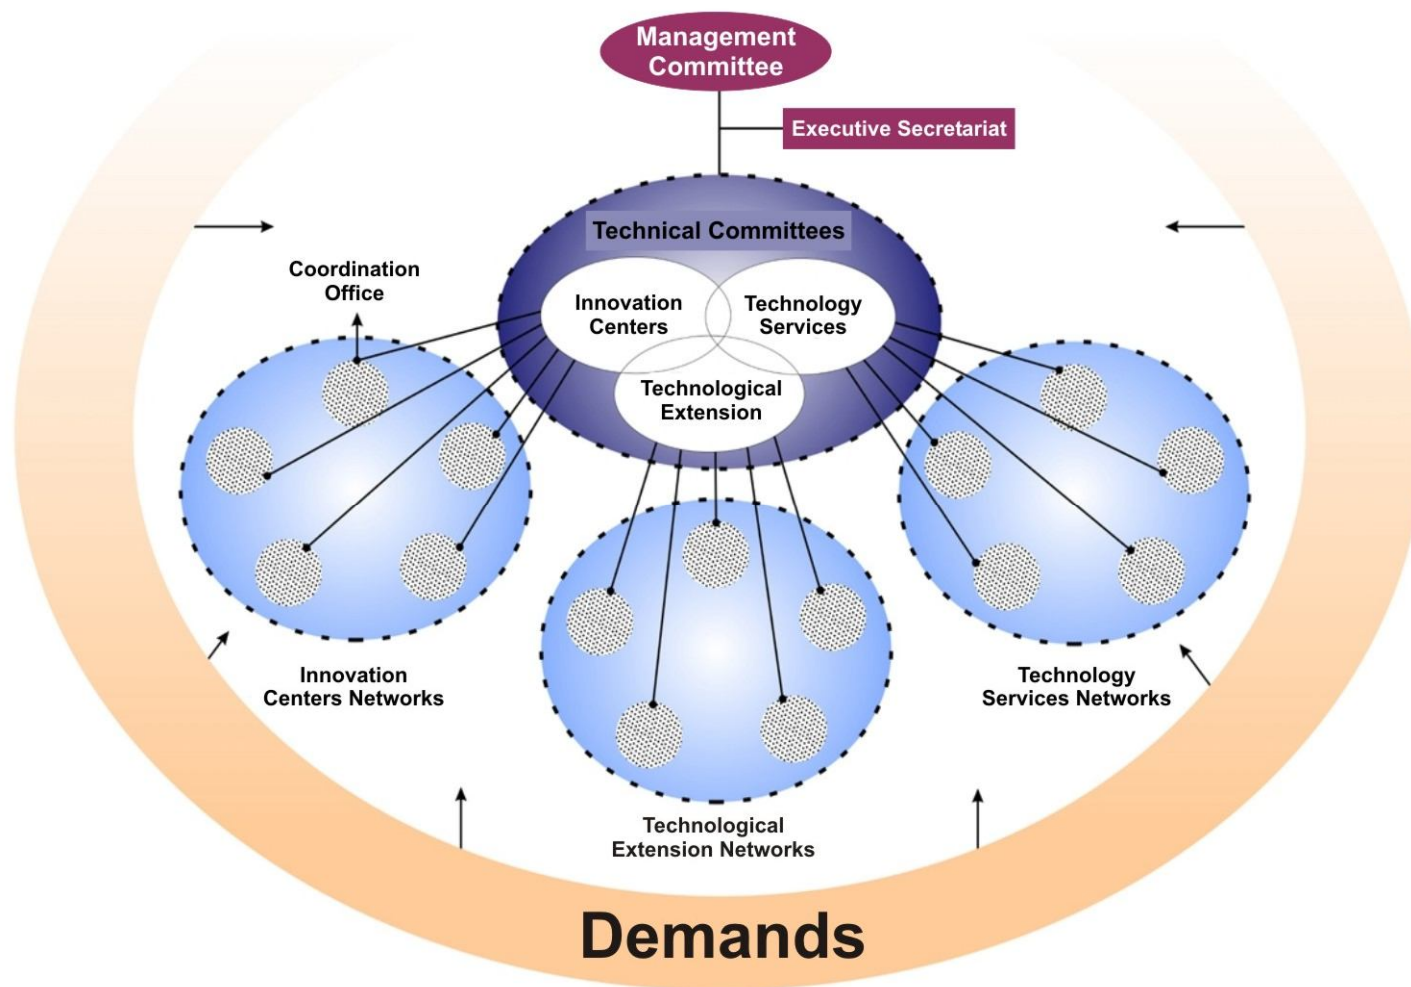 Management
Committee
Executive Secretariat
Technical Committees
Coordination
Office
Innovation
Centers
Technology
Services
Technological
Extension
Innovation
Centers Networks
Technology
Services Networks
Technological
Extension Networks
Demands